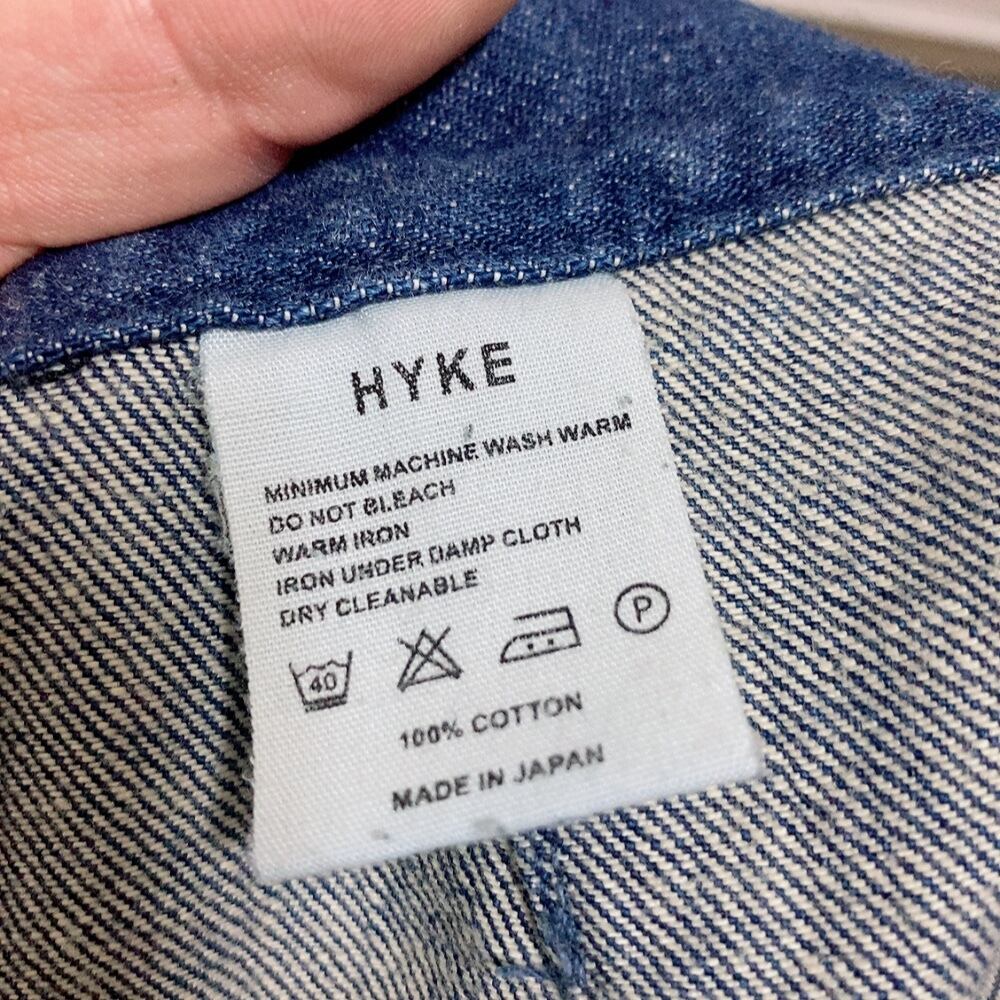 HYKE
MINIMUM MACHINE WASH WARM
DO NOT BLEACH
WARM IRON
IRON UNDER DAMP CLOTH
DRY CLEANABLE
40 P
100% COTTON
MADE IN JAPAN